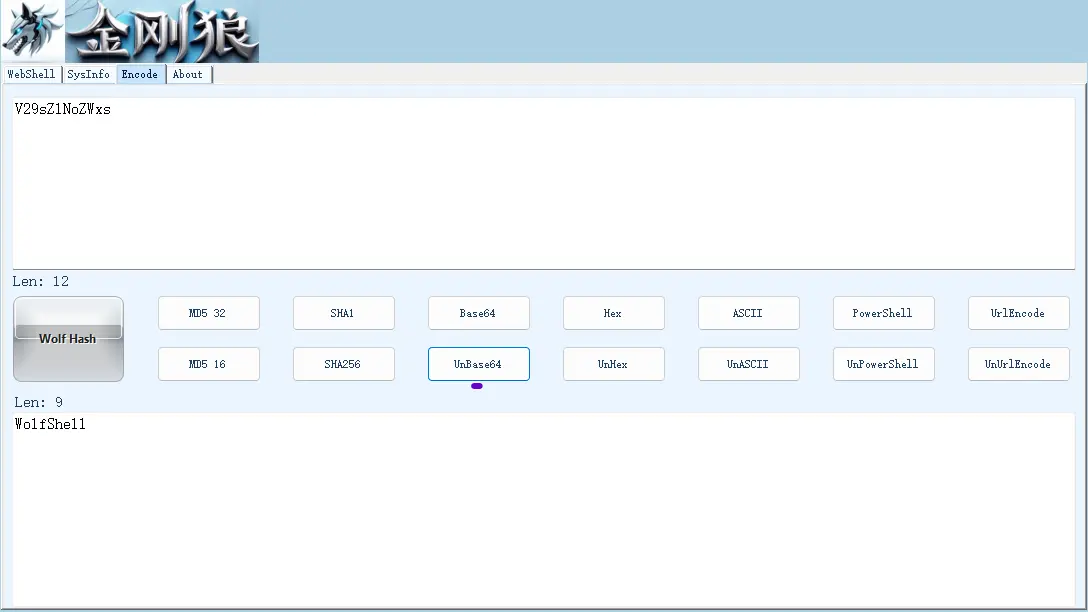 金刚狼
WebShell SysInfo Encode About
V29sZlNoZWxs
Len: 12
Wolf Hash
MD5 32 SHA1 Base64 Hex ASCII PowerShell UrlEncode
MD5 16 SHA256 UnBase64 UnHex UnASCII UnPowerShell UnUrlEncode
Len: 9
WolfShell